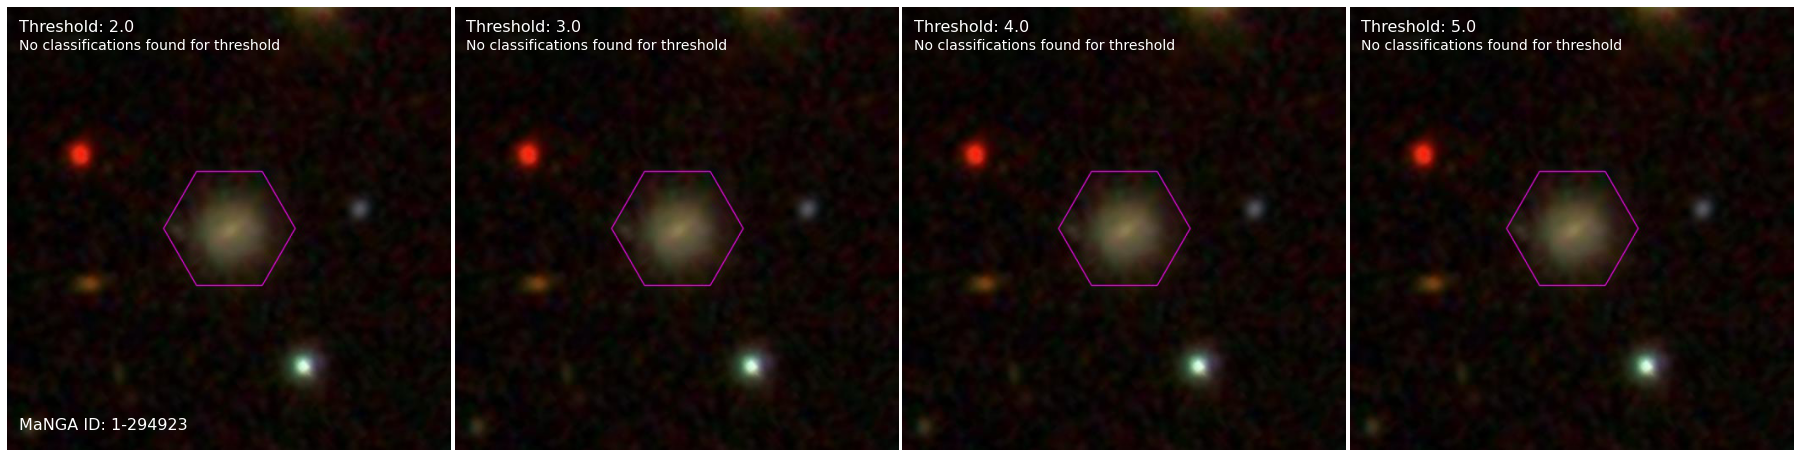 Threshold: 2.0
No classifications found for threshold
MaNGA ID: 1-294923
Threshold: 3.0
No classifications found for threshold
Threshold: 4.0
No classifications found for threshold
Threshold: 5.0
No classifications found for threshold